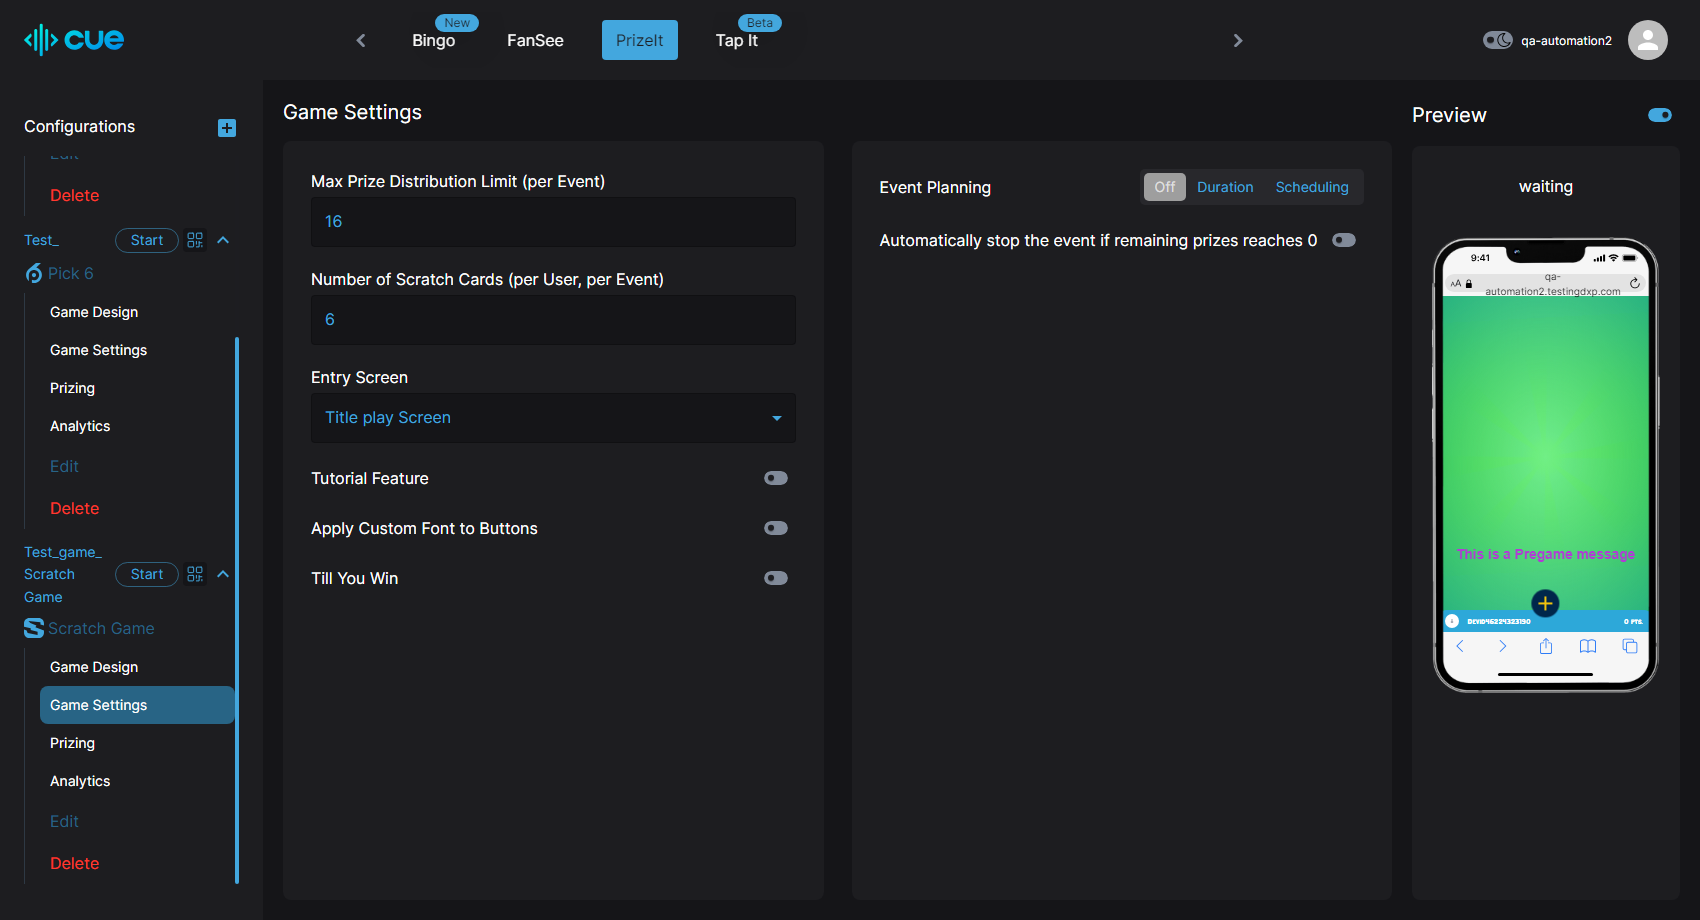 cue
Bingo
New
FanSee
PrizeIt
Tap It
Beta
qa-automation2
Configurations
Edit
Delete
Test_
Start
Pick 6
Game Design
Game Settings
Prizing
Analytics
Edit
Delete
Test_game_
Scratch
Game
Start
Scratch Game
Game Design
Game Settings
Prizing
Analytics
Edit
Delete
Game Settings
Max Prize Distribution Limit (per Event)
16
Number of Scratch Cards (per User, per Event)
6
Entry Screen
Title play Screen
Tutorial Feature
Apply Custom Font to Buttons
Till You Win
Event Planning
Off
Duration
Scheduling
Automatically stop the event if remaining prizes reaches 0
Preview
waiting
9:41
AA
qa-
automation2.testingdxp.com
This is a Pregame message
0 PTS.